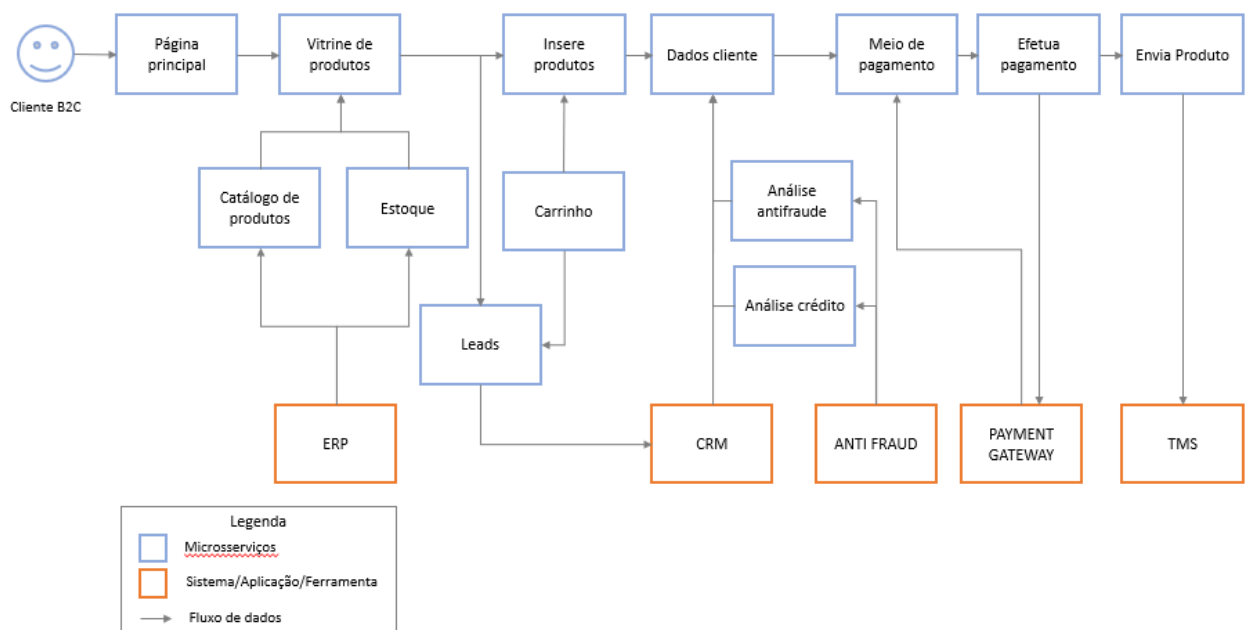 Cliente B2C
Página
principal
Vitrine de
produtos
Insere
produtos
Dados cliente
Meio de
pagamento
Efetua
pagamento
Envia Produto
Catálogo de
produtos
Estoque
Carrinho
Análise
antifraude
Análise crédito
Leads
ERP
CRM
ANTI FRAUD
PAYMENT
GATEWAY
TMS
Legenda
Microsserviços
Sistema/Aplicação/Ferramenta
Fluxo de dados